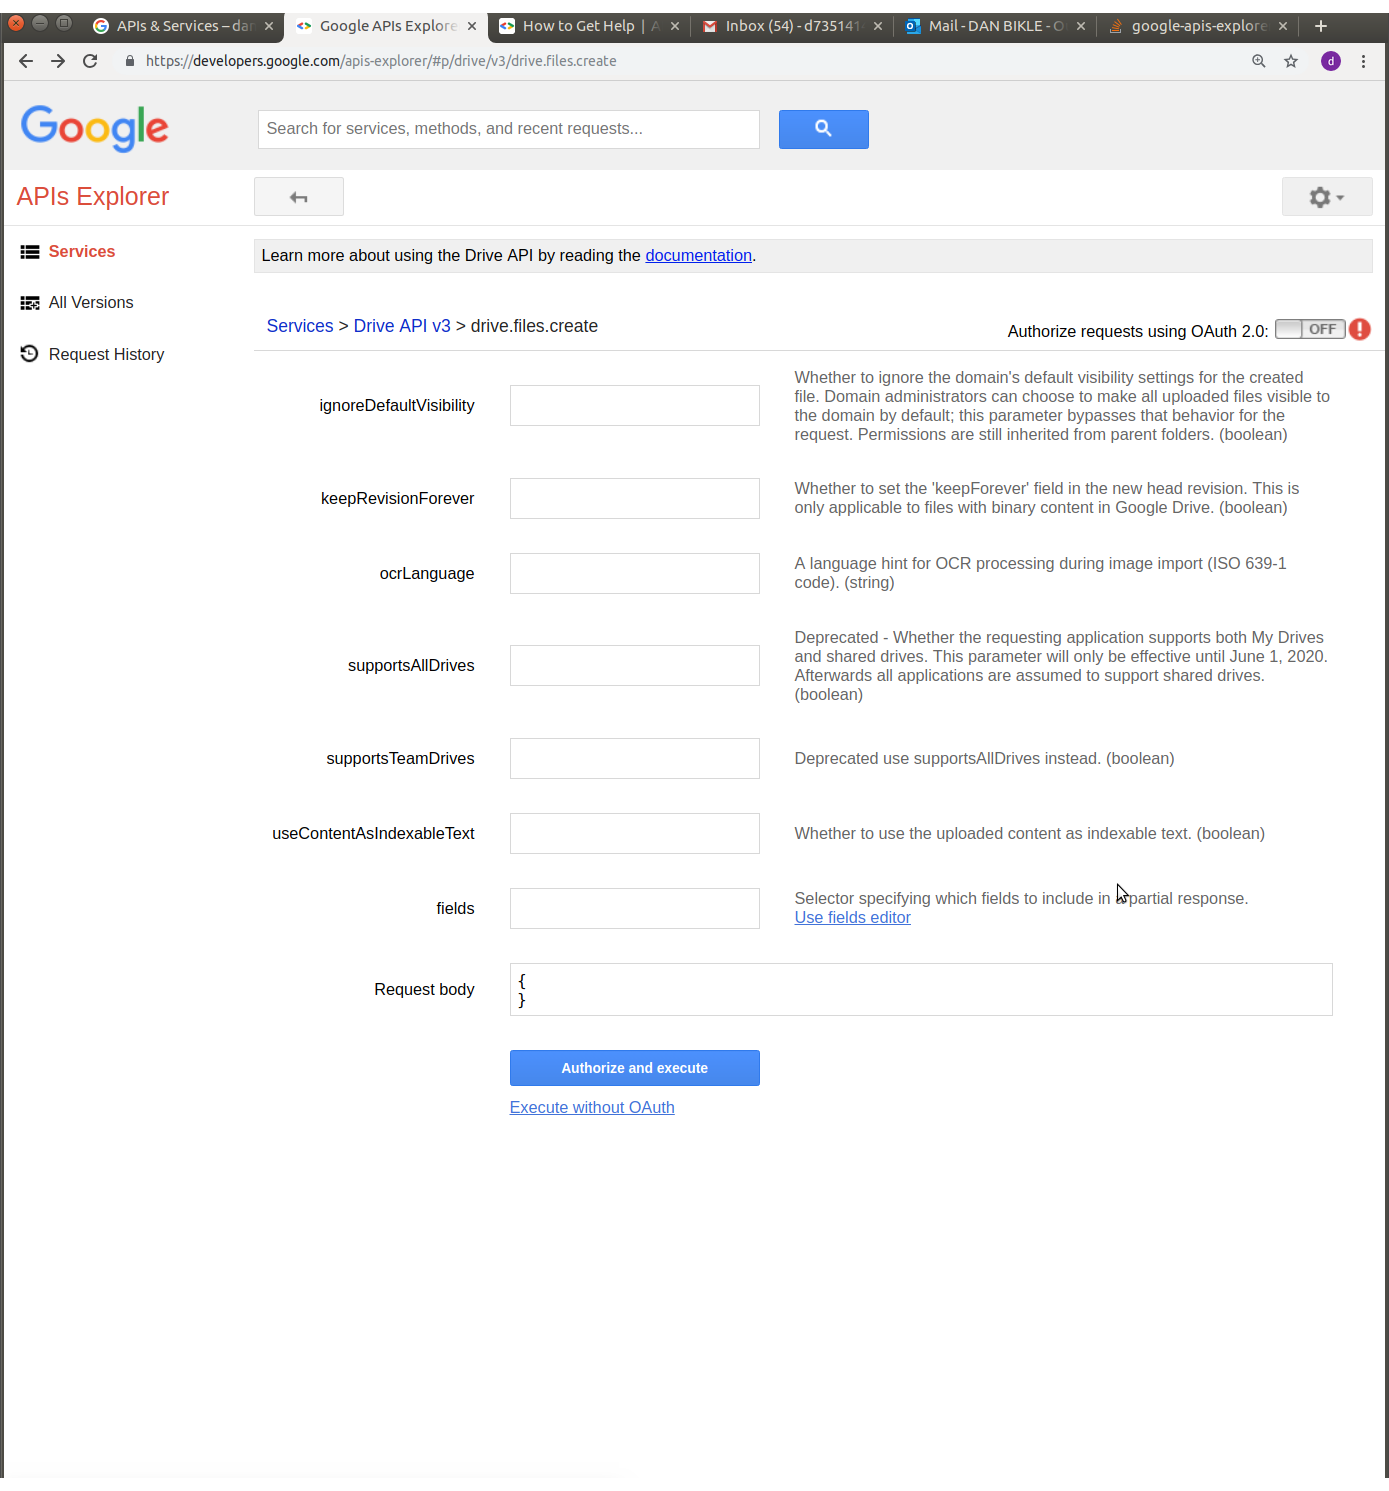 APIs & Services – dan
Google APIs Explore
How to Get Help | A
Inbox (54) - d735141
Mail - DAN BIKLE - O
google-apis-explore
https://developers.google.com/apis-explorer/#p/drive/v3/drive.files.create
d
Google
Search for services, methods, and recent requests...
APIs Explorer
Services
All Versions
Request History
Learn more about using the Drive API by reading the documentation.
Services > Drive API v3 > drive.files.create
Authorize requests using OAuth 2.0: OFF
ignoreDefaultVisibility
Whether to ignore the domain's default visibility settings for the created
file. Domain administrators can choose to make all uploaded files visible to
the domain by default; this parameter bypasses that behavior for the
request. Permissions are still inherited from parent folders. (boolean)
keepRevisionForever
Whether to set the 'keepForever' field in the new head revision. This is
only applicable to files with binary content in Google Drive. (boolean)
ocrLanguage
A language hint for OCR processing during image import (ISO 639-1
code). (string)
supportsAllDrives
Deprecated - Whether the requesting application supports both My Drives
and shared drives. This parameter will only be effective until June 1, 2020.
Afterwards all applications are assumed to support shared drives.
(boolean)
supportsTeamDrives
Deprecated use supportsAllDrives instead. (boolean)
useContentAsIndexableText
Whether to use the uploaded content as indexable text. (boolean)
fields
Selector specifying which fields to include in partial response.
Use fields editor
Request body
{
}
Authorize and execute
Execute without OAuth